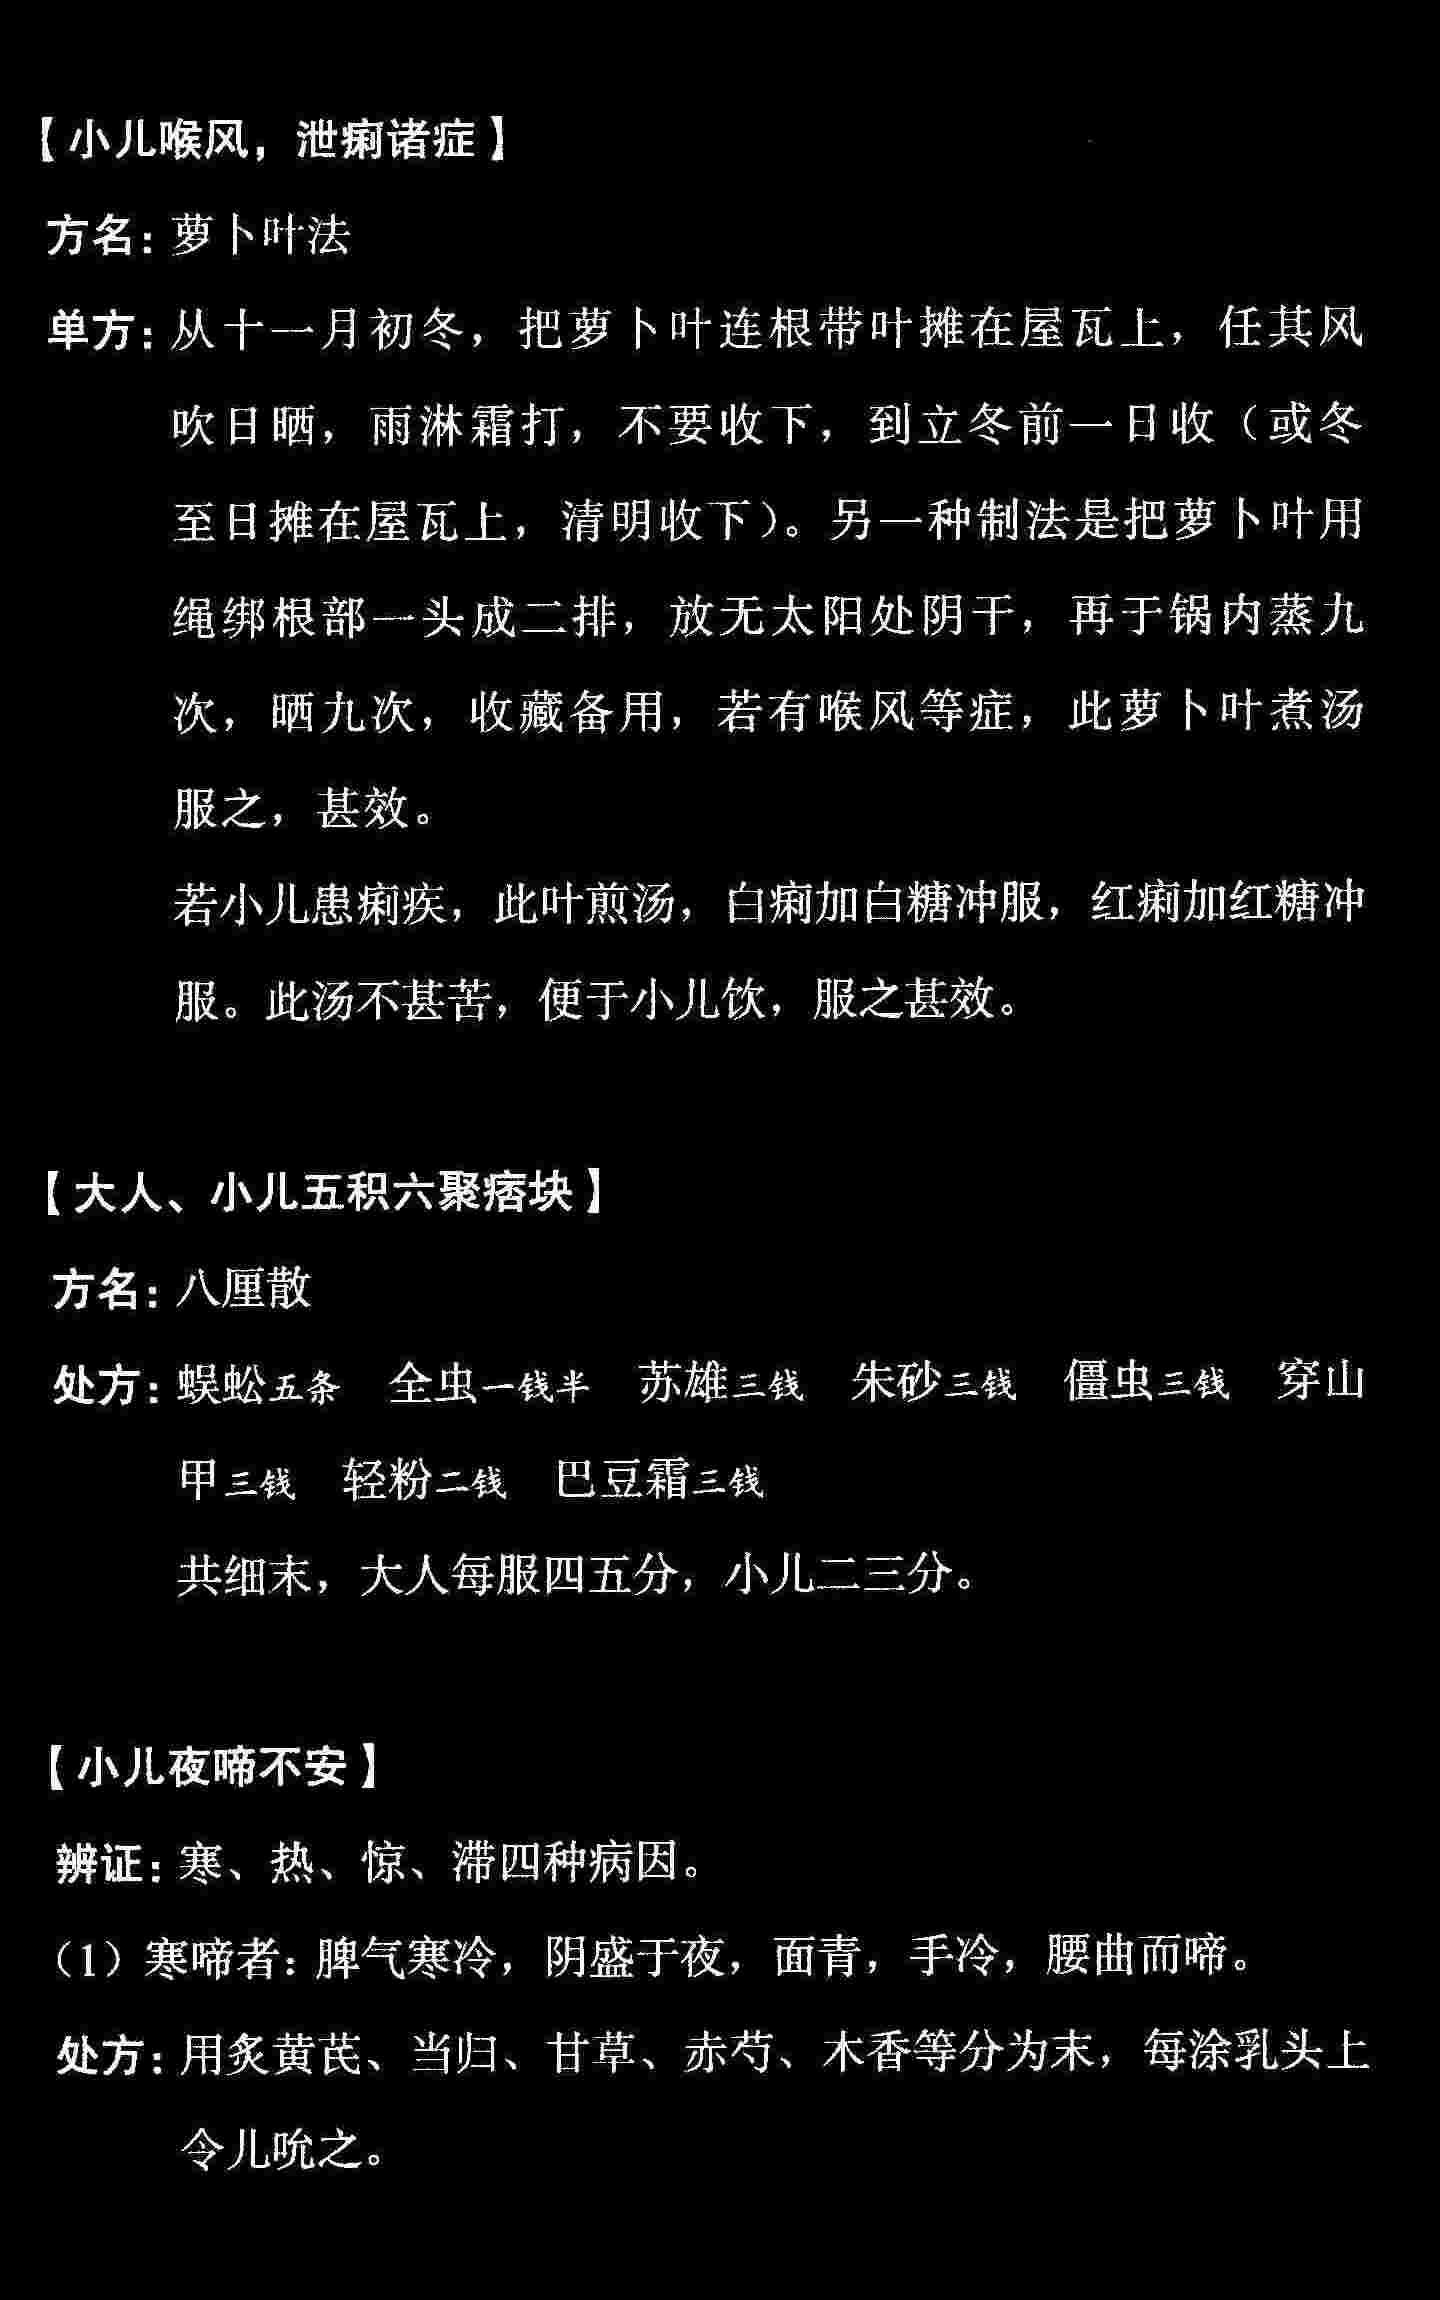 【小儿喉风，泄痢诸症】
方名：萝卜叶法
单方：从十一月初冬，把萝卜叶连根带叶摊在屋瓦上，任其风
吹日晒，雨淋霜打，不要收下，到立冬前一日收（或冬
至日摊在屋瓦上，清明收下）。另一种制法是把萝卜叶用
绳绑根部一头成二排，放无太阳处阴干，再于锅内蒸九
次，晒九次，收藏备用，若有喉风等症，此萝卜叶煮汤
服之，甚效。
若小儿患痢疾，此叶煎汤，白痢加白糖冲服，红痢加红糖冲
服。此汤不甚苦，便于小儿饮，服之甚效。
【大人、小儿五积六聚痞块】
方名：八厘散
处方：蜈蚣五条　全虫一钱半　苏雄三钱　朱砂三钱　僵虫三钱　穿山
甲三钱　轻粉二钱　巴豆霜三钱
共细末，大人每服四五分，小儿二三分。
【小儿夜啼不安】
辨证：寒、热、惊、滞四种病因。
（1）寒啼者：脾气寒冷，阴盛于夜，面青，手冷，腰曲而啼。
处方：用炙黄芪、当归、甘草、赤芍、木香等分为末，每涂乳头上
令儿吮之。